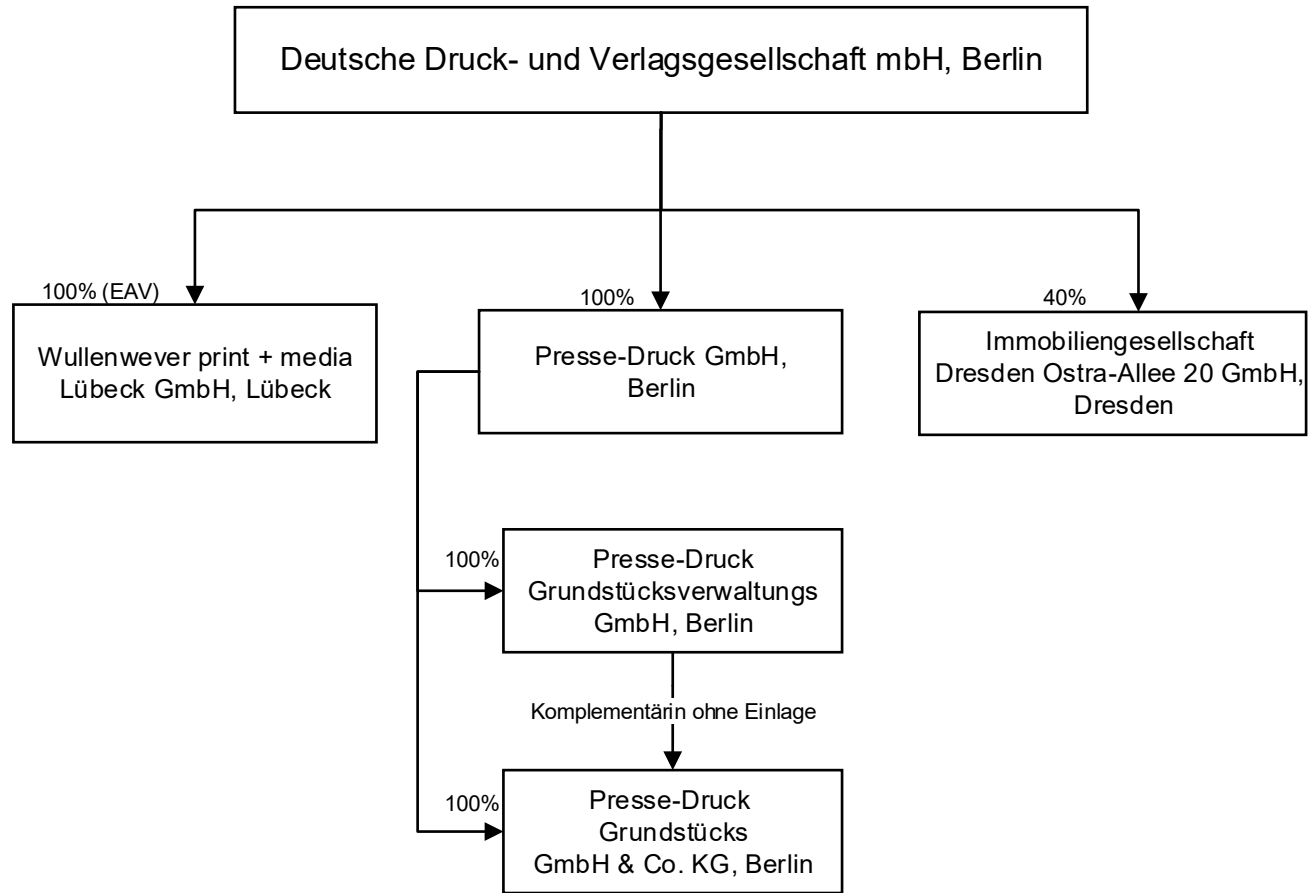 Deutsche Druck- und Verlagsgesellschaft mbH, Berlin
100% (EAV)
Wullenwever print + media
Lübeck GmbH, Lübeck
100%
Presse-Druck GmbH,
Berlin
40%
Immobiliengesellschaft
Dresden Ostra-Allee 20 GmbH,
Dresden
100%
Presse-Druck
Grundstücksverwaltungs
GmbH, Berlin
Komplementärin ohne Einlage
100%
Presse-Druck
Grundstücks
GmbH & Co. KG, Berlin